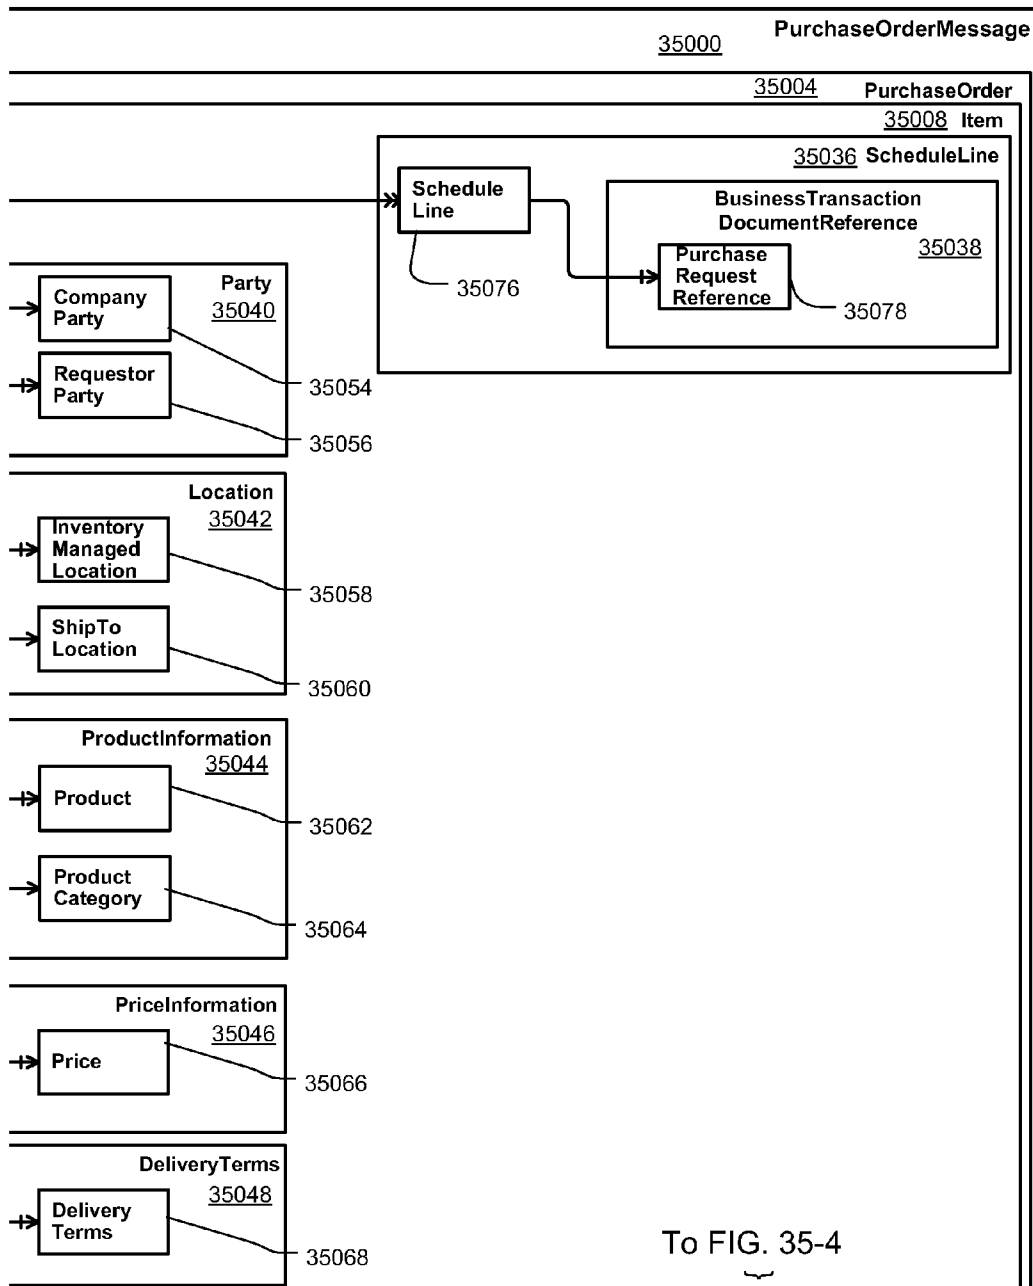 PurchaseOrderMessage
35000
35004 PurchaseOrder
35008 Item
35036 ScheduleLine
Schedule
Line
35076
BusinessTransaction
DocumentReference
35038
Purchase
Request
Reference
35078
Party
35040
Company
Party
35054
Requestor
Party
35056
Location
35042
Inventory
Managed
Location
35058
ShipTo
Location
35060
ProductInformation
35044
Product
35062
Product
Category
35064
PriceInformation
35046
Price
35066
DeliveryTerms
35048
Delivery
Terms
35068
To FIG. 35-4